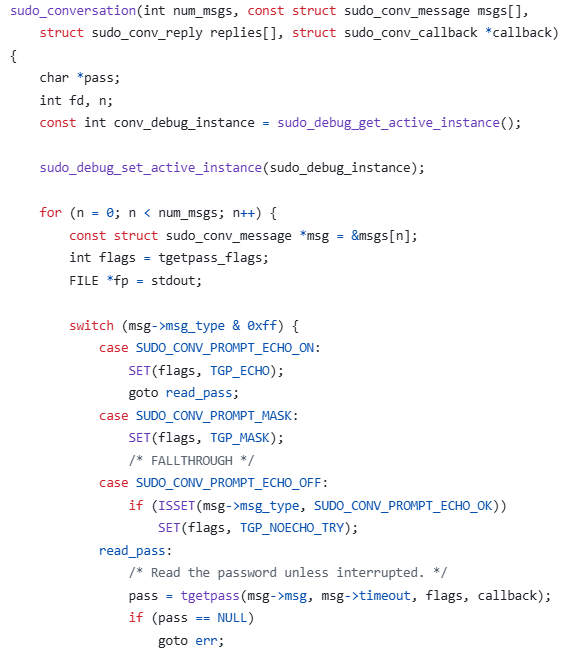 sudo_conversation(int num_msgs, const struct sudo_conv_message msgs[],
    struct sudo_conv_reply replies[], struct sudo_conv_callback *callback)
{
    char *pass;
    int fd, n;
    const int conv_debug_instance = sudo_debug_get_active_instance();

    sudo_debug_set_active_instance(sudo_debug_instance);

    for (n = 0; n < num_msgs; n++) {
        const struct sudo_conv_message *msg = &msgs[n];
        int flags = tgetpass_flags;
        FILE *fp = stdout;

        switch (msg->msg_type & 0xff) {
            case SUDO_CONV_PROMPT_ECHO_ON:
                SET(flags, TGP_ECHO);
                goto read_pass;
            case SUDO_CONV_PROMPT_MASK:
                SET(flags, TGP_MASK);
                /* FALLTHROUGH */
            case SUDO_CONV_PROMPT_ECHO_OFF:
                if (ISSET(msg->msg_type, SUDO_CONV_PROMPT_ECHO_OK))
                    SET(flags, TGP_NOECHO_TRY);
            read_pass:
                /* Read the password unless interrupted. */
                pass = tgetpass(msg->msg, msg->timeout, flags, callback);
                if (pass == NULL)
                    goto err;